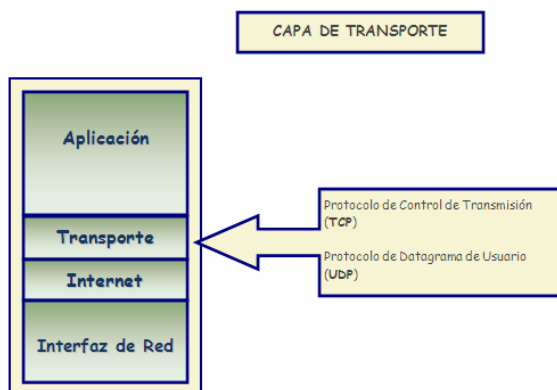 CAPA DE TRANSPORTE
Aplicación
Transporte
Internet
Interfaz de Red
Protocolo de Control de Transmisión
(TCP)
Protocolo de Datagrama de Usuario
(UDP)